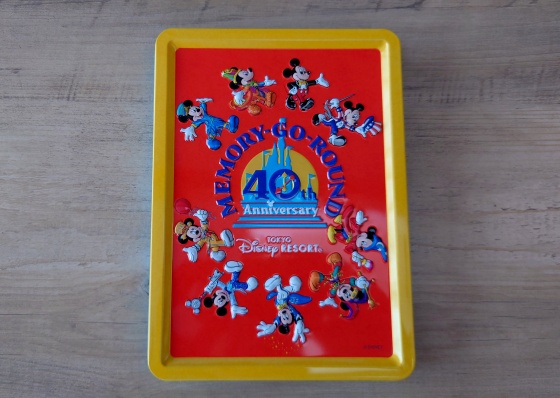 MEMORY-GO-ROUND
40th
Anniversary
TOKYO
Disney RESORT